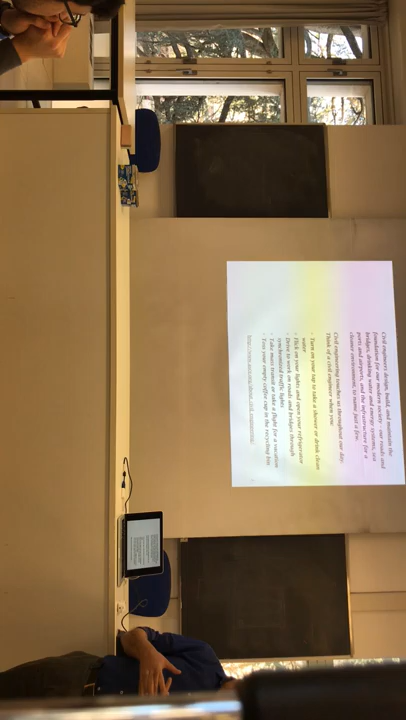 Civil engineers design, build, and maintain the
foundation for our modern society - our roads and
bridges, drinking water and energy systems, sea
ports and airports, and the infrastructure for a
cleaner environment, to name just a few.
Civil engineering touches us throughout our day.
Think of a civil engineer when you:
- Turn on your tap to take a shower or drink clean
water
- Flick on your lights and open your refrigerator
- Drive to work on roads and bridges through
synchronized traffic lights
- Take mass transit or take a flight for a vacation
- Toss your empty coffee cup in the recycling bin